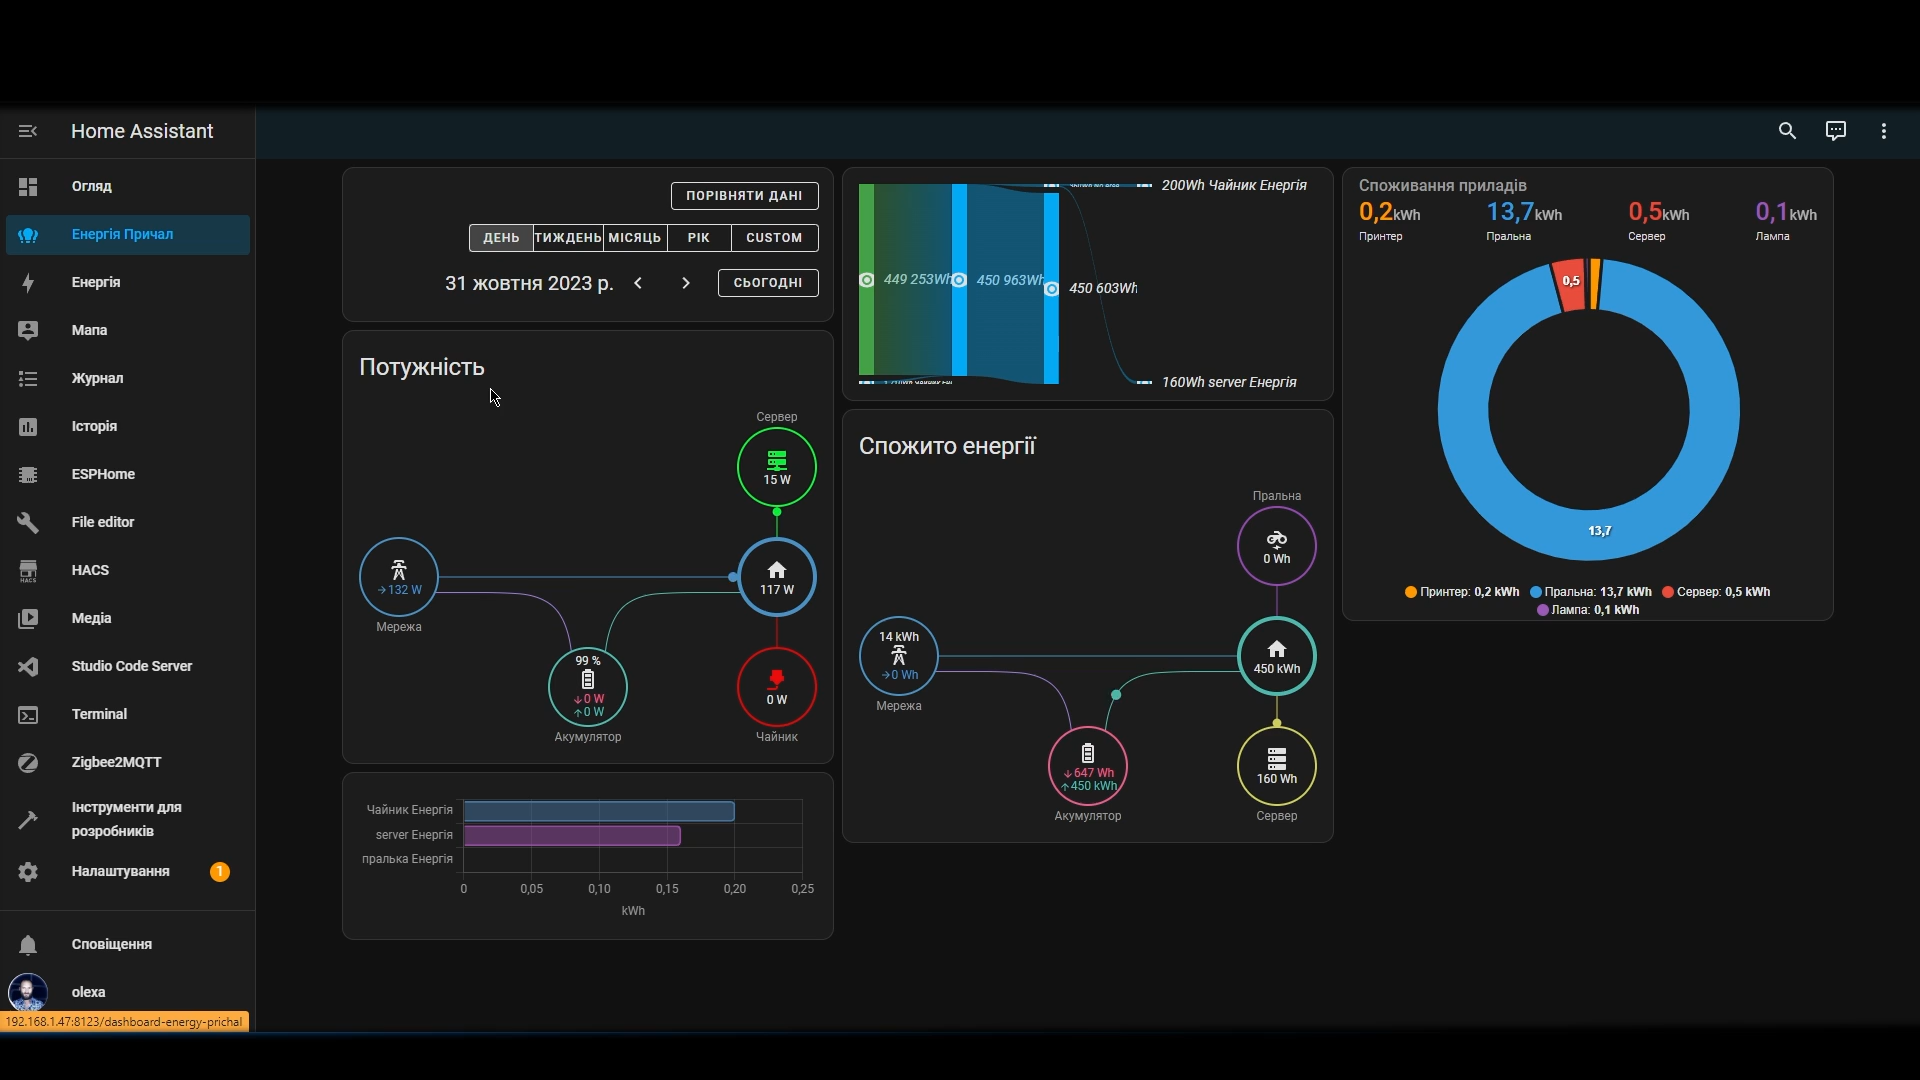 Home Assistant
Огляд
Енергія Причал
Енергія
Мапа
Журнал
Історія
ESPHome
File editor
HACS
HACS
Медіа
Studio Code Server
Terminal
Zigbee2MQTT
Інструменти для
розробників
Налаштування
1
Сповіщення
olexa
192.168.1.47:8123/dashboard-energy-prichal
ПОРІВНЯТИ ДАНІ
ДЕНЬ ТИЖДЕНЬ МІСЯЦЬ РІК CUSTOM
31 жовтня 2023 р.
СЬОГОДНІ
Потужність
Сервер
15 W
→132 W
Мережа
117 W
99 %
↓0 W
↑0 W
Акумулятор
0 W
Чайник
Чайник Енергія
server Енергія
пралька Енергія
0 0,05 0,10 0,15 0,20 0,25
kWh
200Wh Чайник Енергія
449 253Wh
450 963Wh
450 603Wh
160Wh server Енергія
Спожито енергії
Пральна
0 Wh
14 kWh
→0 Wh
Мережа
450 kWh
↓647 Wh
↑450 kWh
Акумулятор
160 Wh
Сервер
Споживання приладів
0,2kWh 13,7kWh 0,5kWh 0,1kWh
Принтер Пральна Сервер Лампа
0,5
13,7
Принтер: 0,2 kWh Пральна: 13,7 kWh Сервер: 0,5 kWh
Лампа: 0,1 kWh